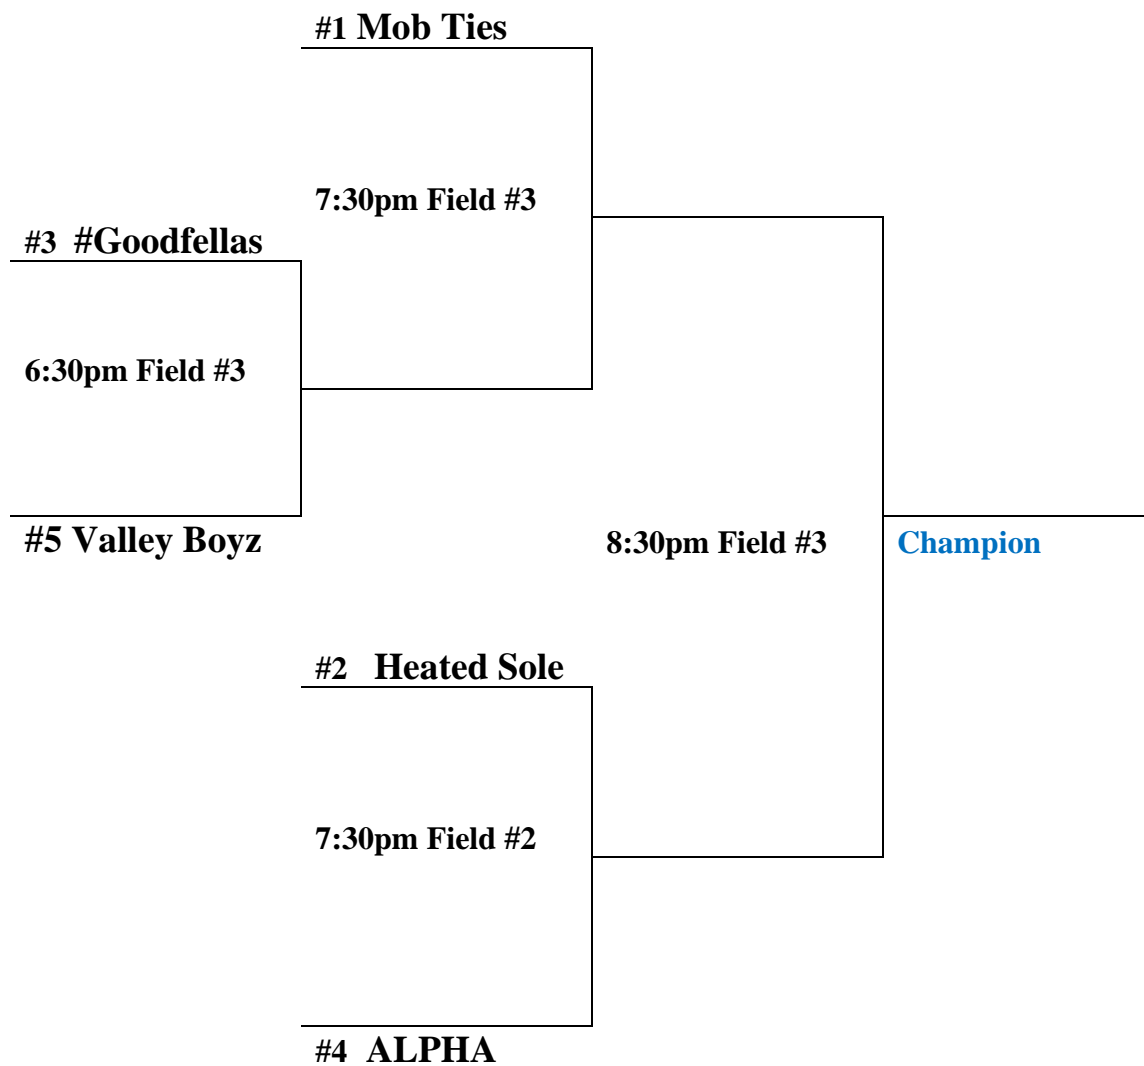 #1 Mob Ties
7:30pm Field #3
#3 #Goodfellas
6:30pm Field #3
#5 Valley Boyz
8:30pm Field #3
Champion
#2 Heated Sole
7:30pm Field #2
#4 ALPHA